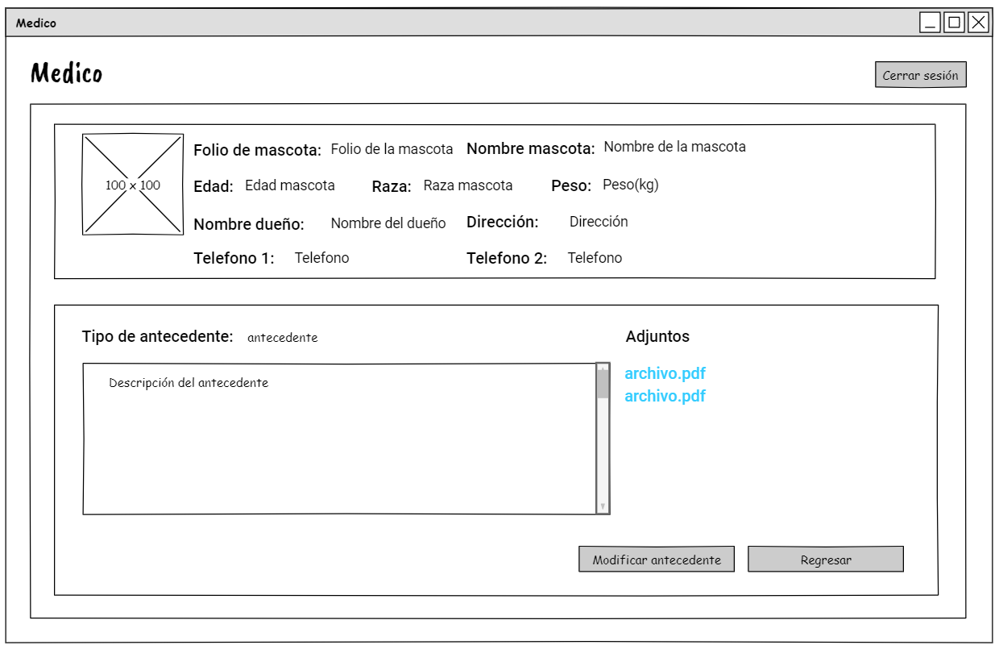 Medico
Medico
Cerrar sesión
100 x 100
Folio de mascota: Folio de la mascota Nombre mascota: Nombre de la mascota
Edad: Edad mascota Raza: Raza mascota Peso: Peso(kg)
Nombre dueño: Nombre del dueño Dirección: Dirección
Telefono 1: Telefono Telefono 2: Telefono
Tipo de antecedente: antecedente
Descripción del antecedente
Adjuntos
archivo.pdf
archivo.pdf
Modificar antecedente
Regresar